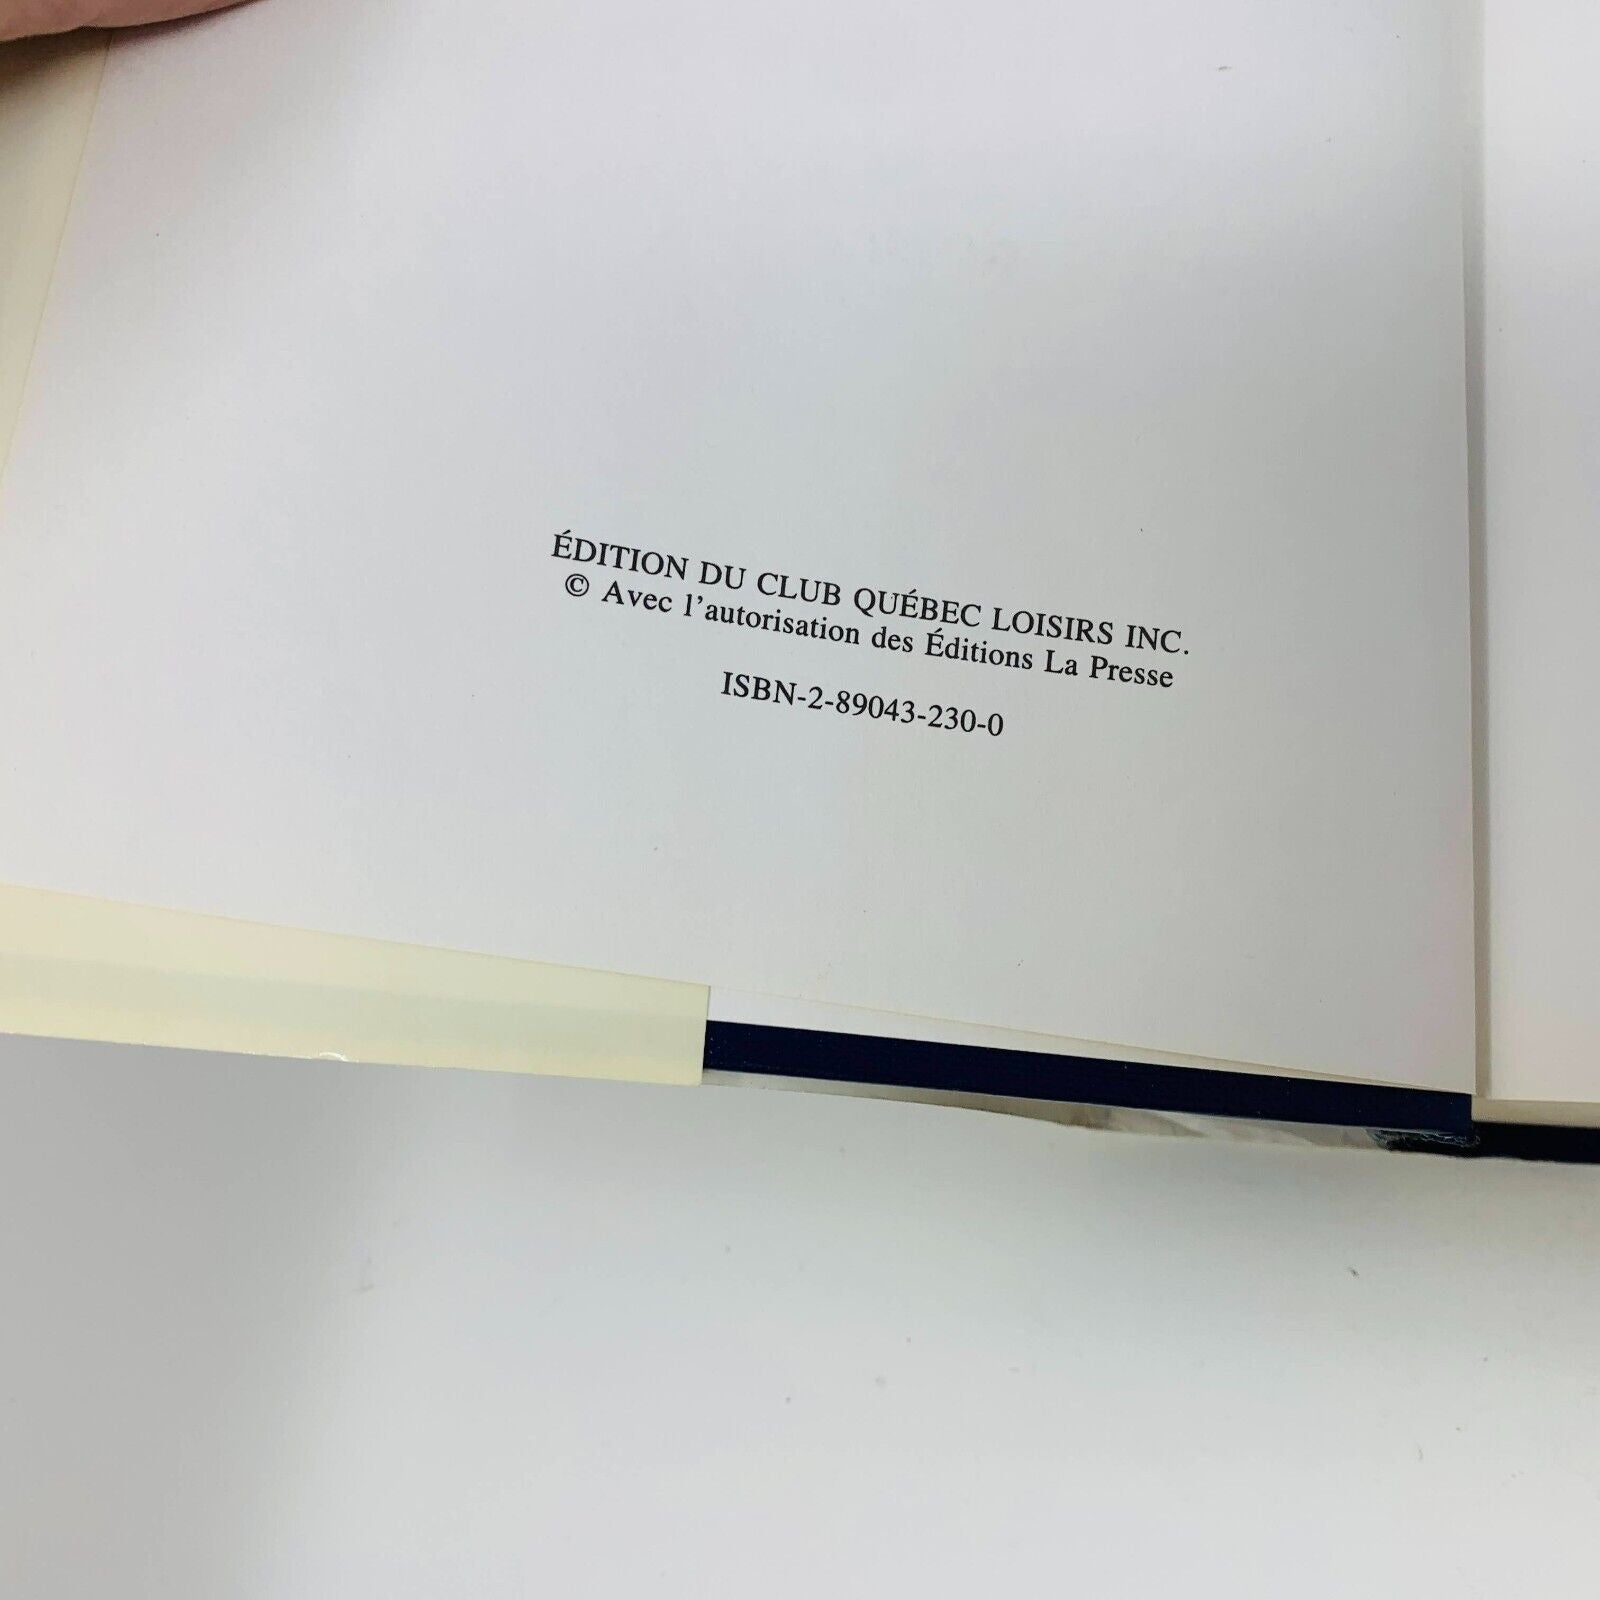 ÉDITION DU CLUB QUÉBEC LOISIRS INC.
© Avec l'autorisation des Éditions La Presse
ISBN-2-89043-230-0